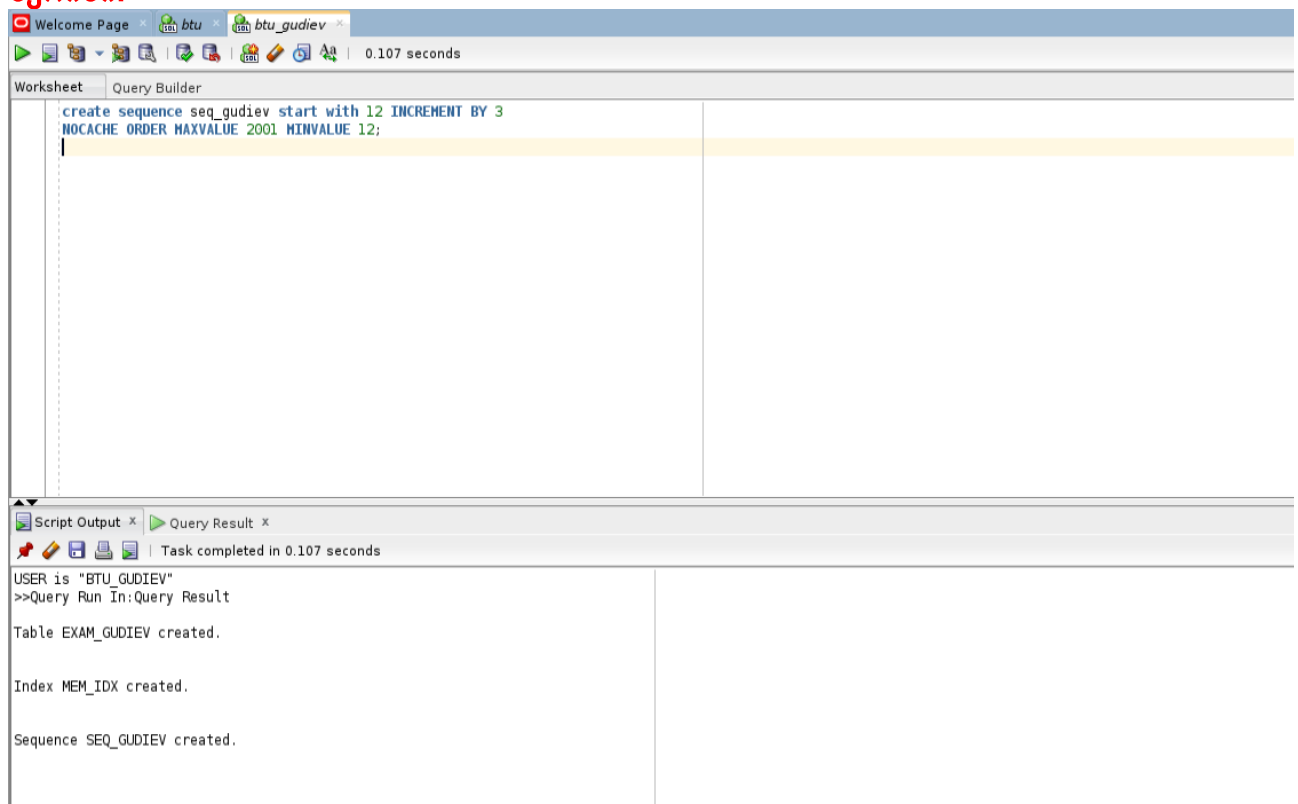 Welcome Page
btu
btu_gudiev
0.107 seconds
Worksheet
Query Builder
create sequence seq_gudiev start with 12 INCREMENT BY 3
NOCACHE ORDER MAXVALUE 2001 MINVALUE 12;
Script Output
Query Result
Task completed in 0.107 seconds
USER is "BTU_GUDIEV"
>>Query Run In:Query Result
Table EXAM_GUDIEV created.
Index MEM_IDX created.
Sequence SEQ_GUDIEV created.